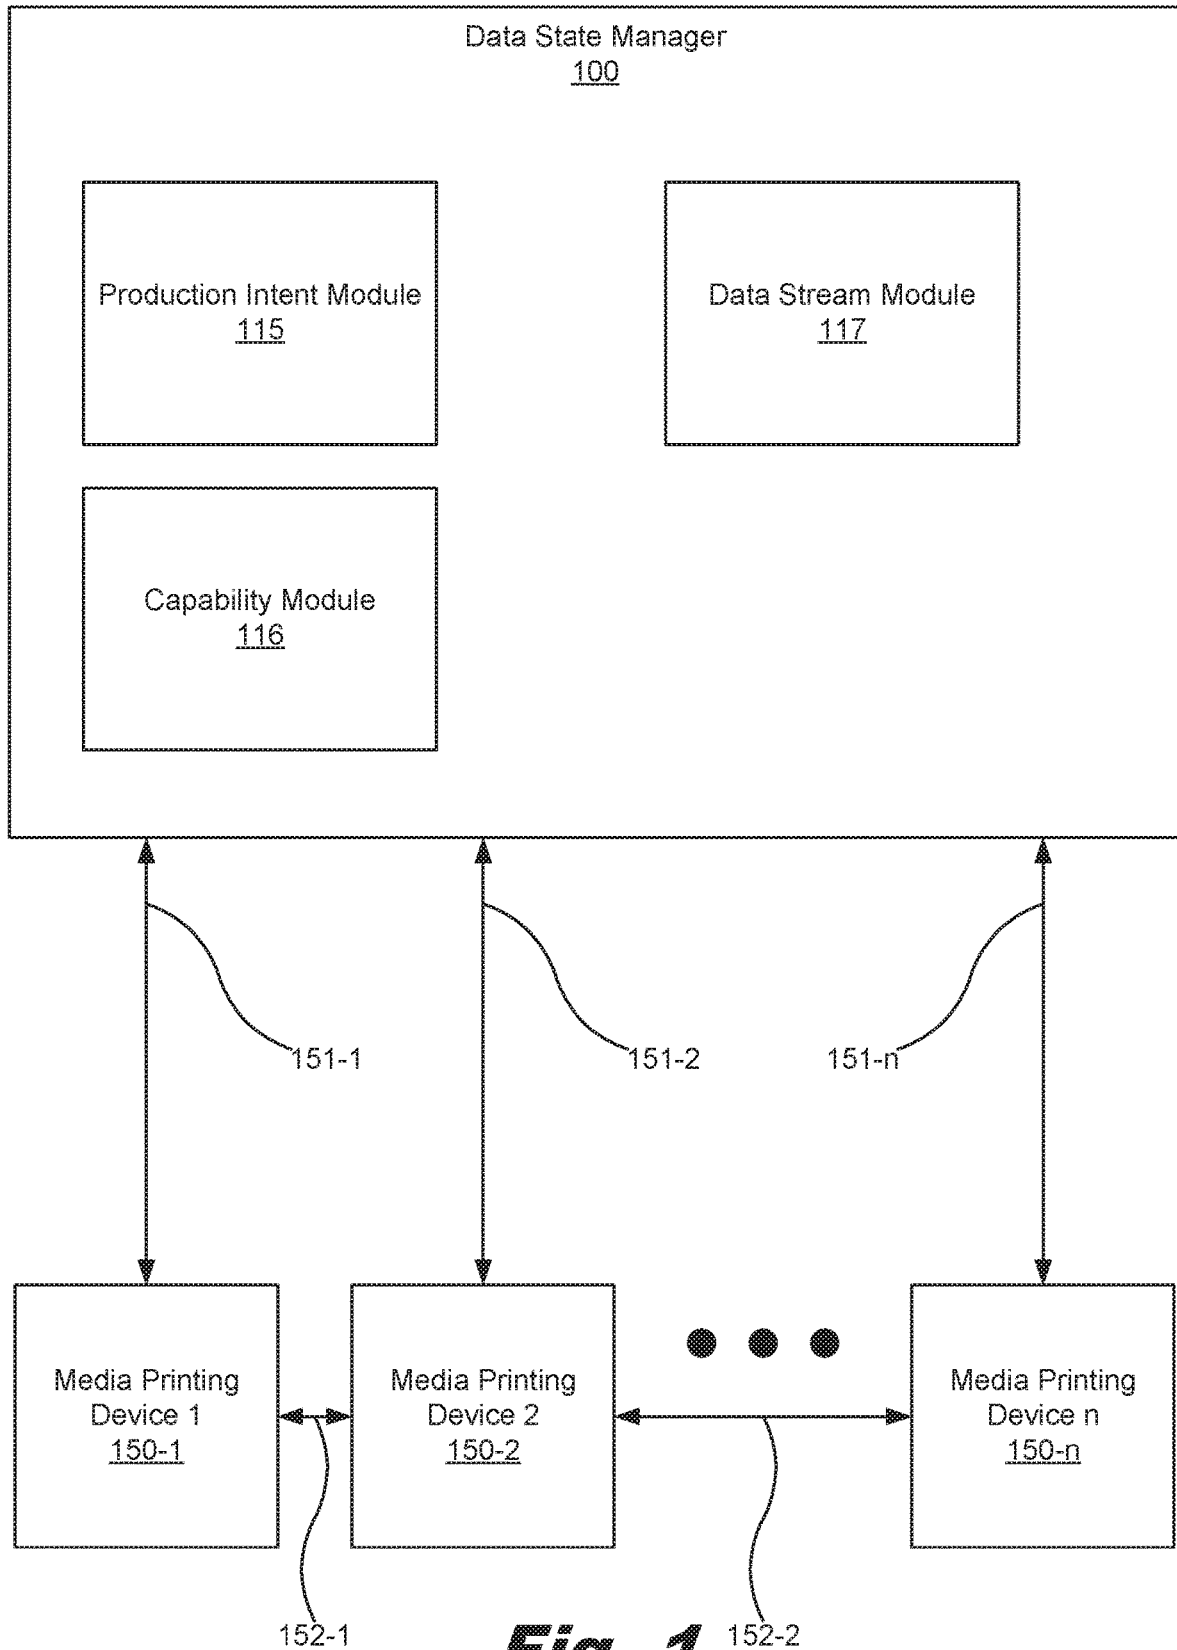 Data State Manager
100
Production Intent Module
115
Data Stream Module
117
Capability Module
116
151-1
151-2
151-n
Media Printing
Device 1
150-1
Media Printing
Device 2
150-2
Media Printing
Device n
150-n
152-1
Fig. 1
152-2